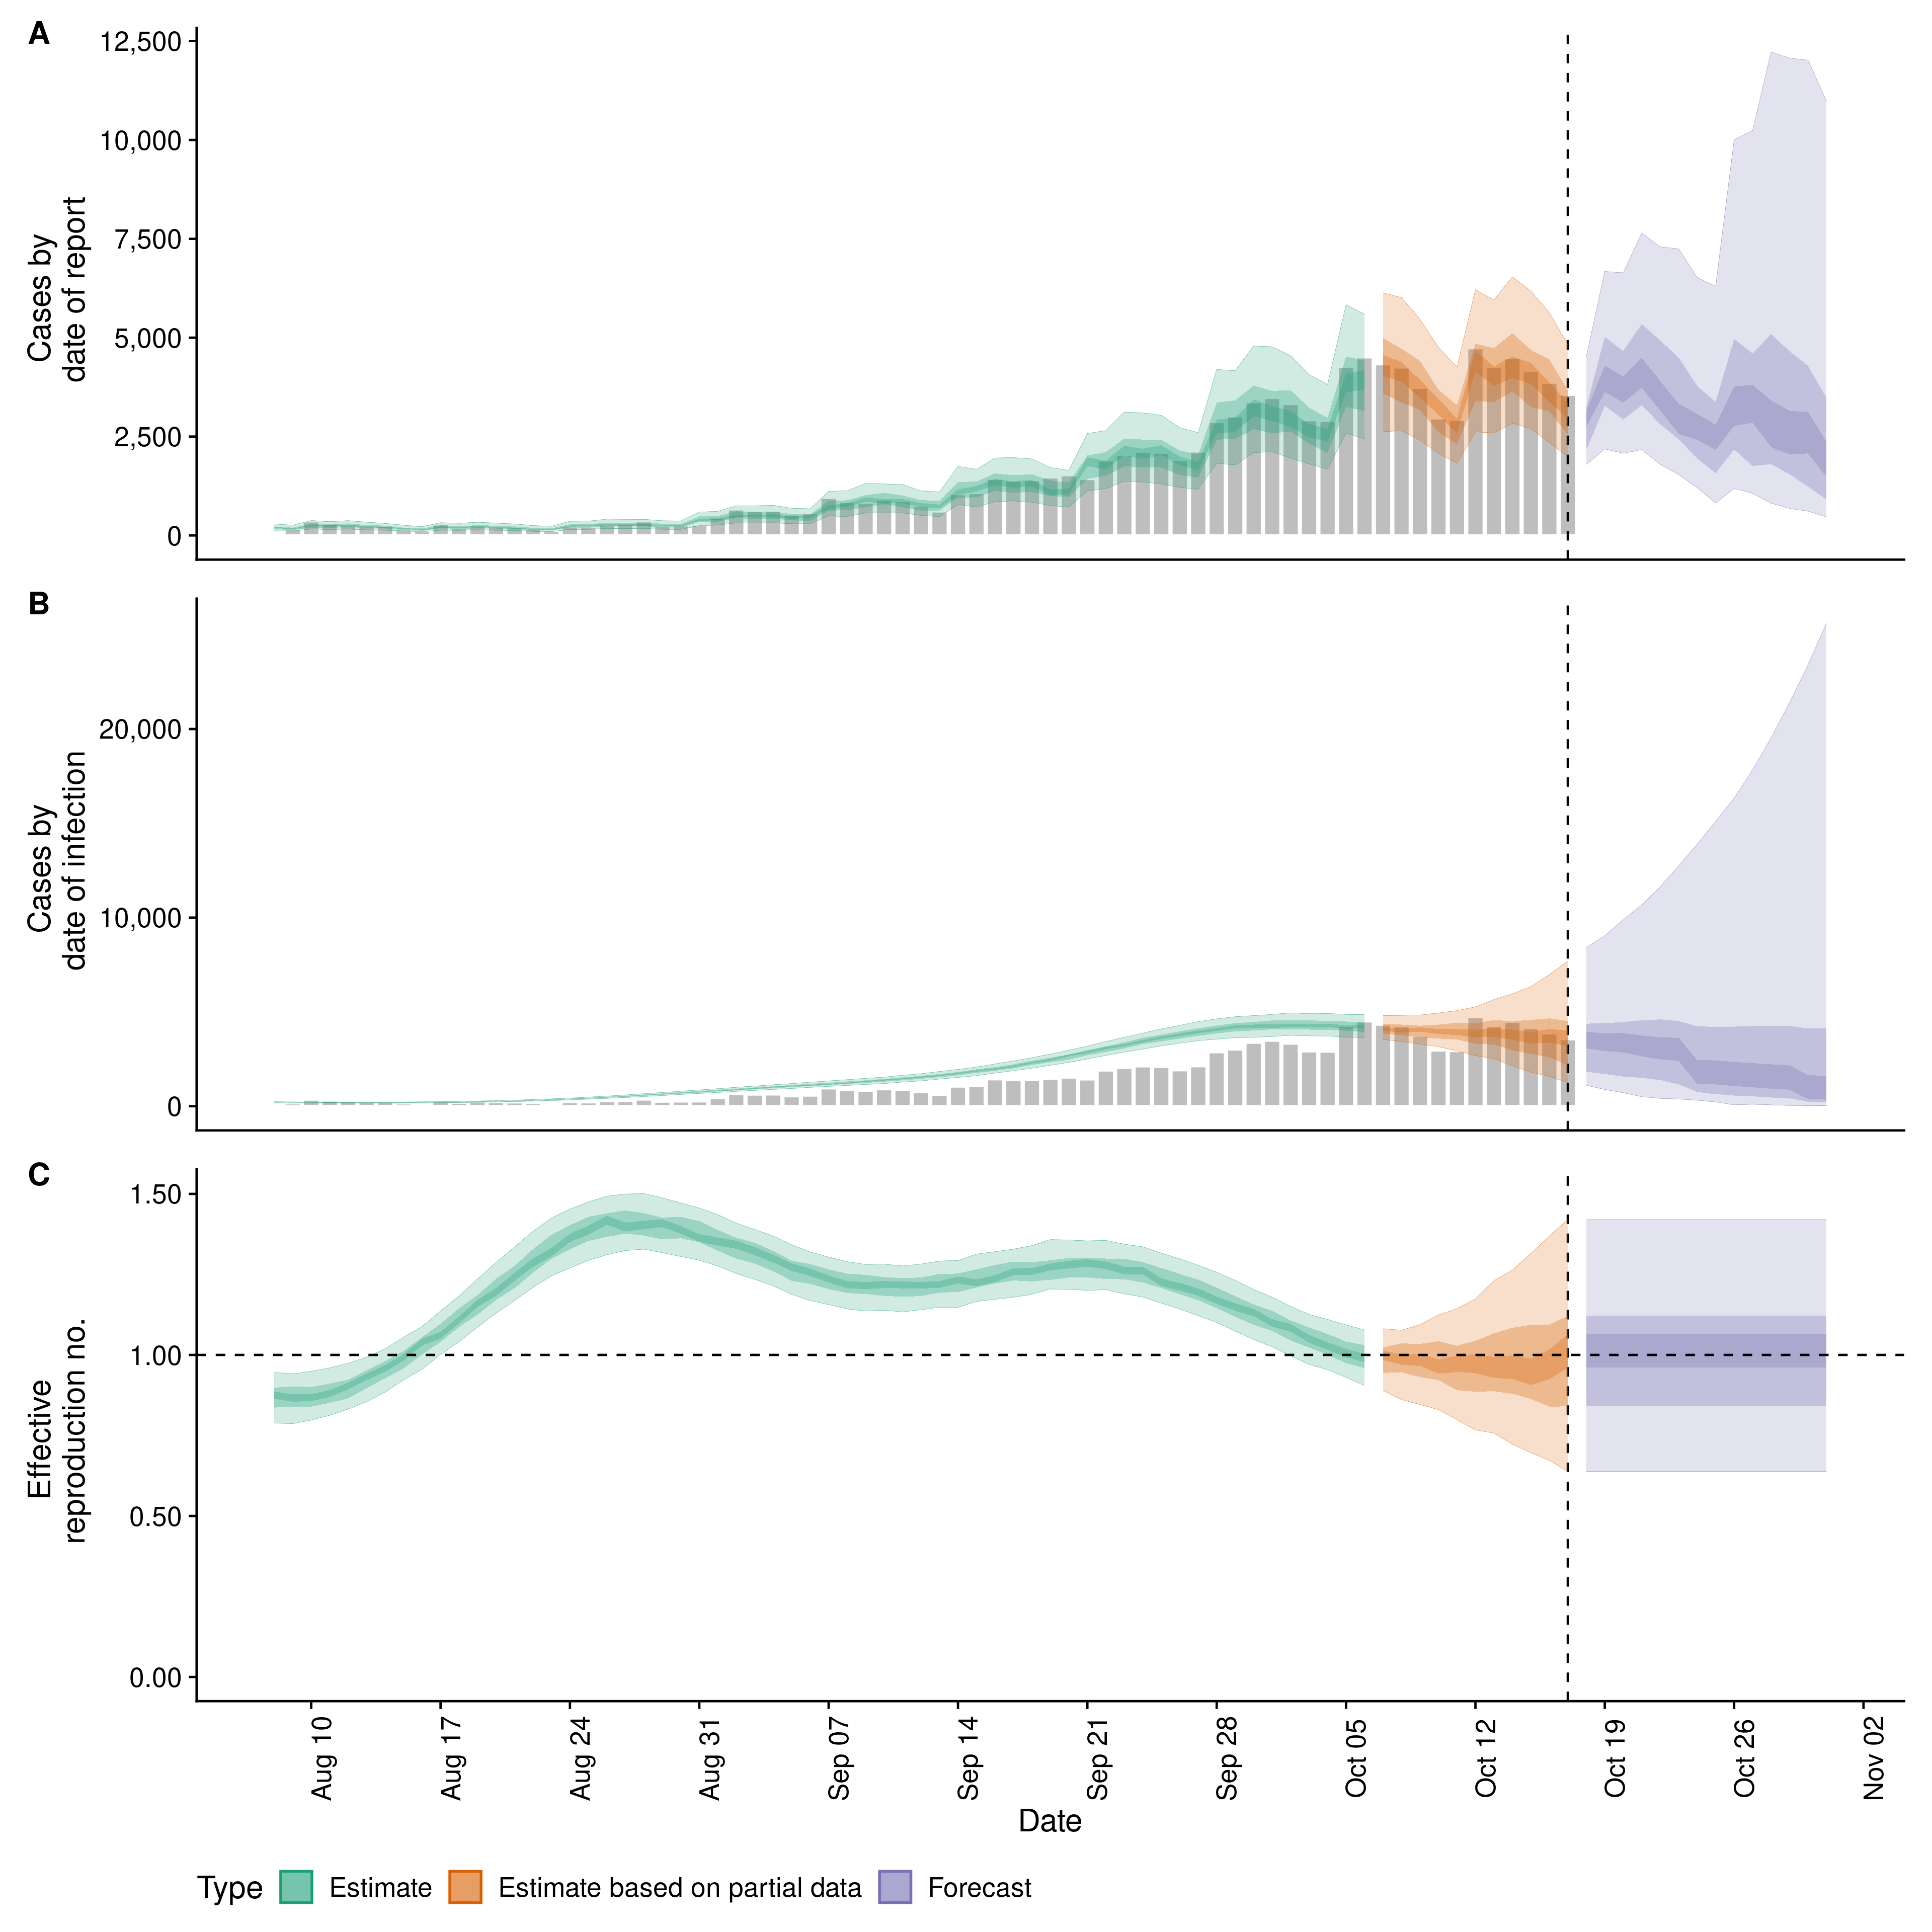 A
12,500
10,000
7,500
5,000
2,500
0
Cases by
date of report
B
20,000
10,000
0
Cases by
date of infection
C
1.50
1.00
0.50
0.00
Effective
reproduction no.
Aug 10
Aug 17
Aug 24
Aug 31
Sep 07
Sep 14
Sep 21
Sep 28
Oct 05
Oct 12
Oct 19
Oct 26
Nov 02
Date
Type Estimate Estimate based on partial data Forecast